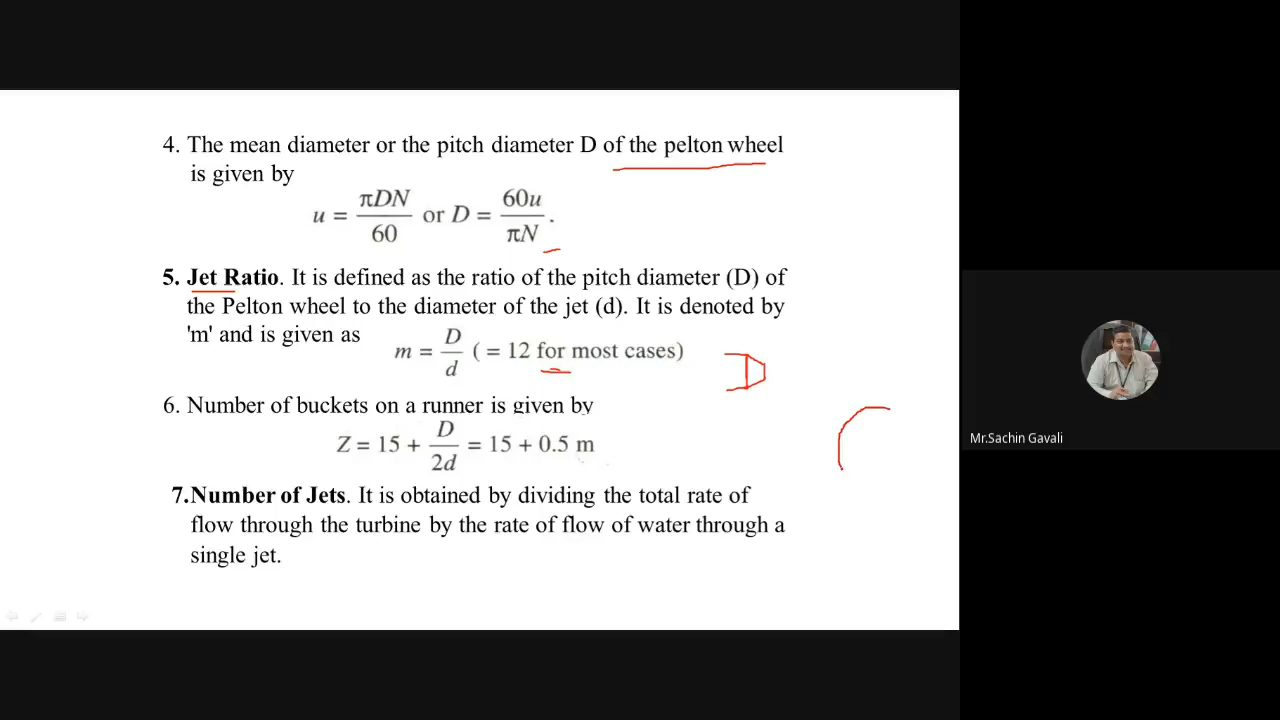 4. The mean diameter or the pitch diameter D of the pelton wheel
is given by
u = πDN/60 or D = 60u/πN.
5. Jet Ratio. It is defined as the ratio of the pitch diameter (D) of
the Pelton wheel to the diameter of the jet (d). It is denoted by
'm' and is given as
m = D/d ( = 12 for most cases)
6. Number of buckets on a runner is given by
Z = 15 + D/2d = 15 + 0.5 m
7.Number of Jets. It is obtained by dividing the total rate of
flow through the turbine by the rate of flow of water through a
single jet.
Mr.Sachin Gavali